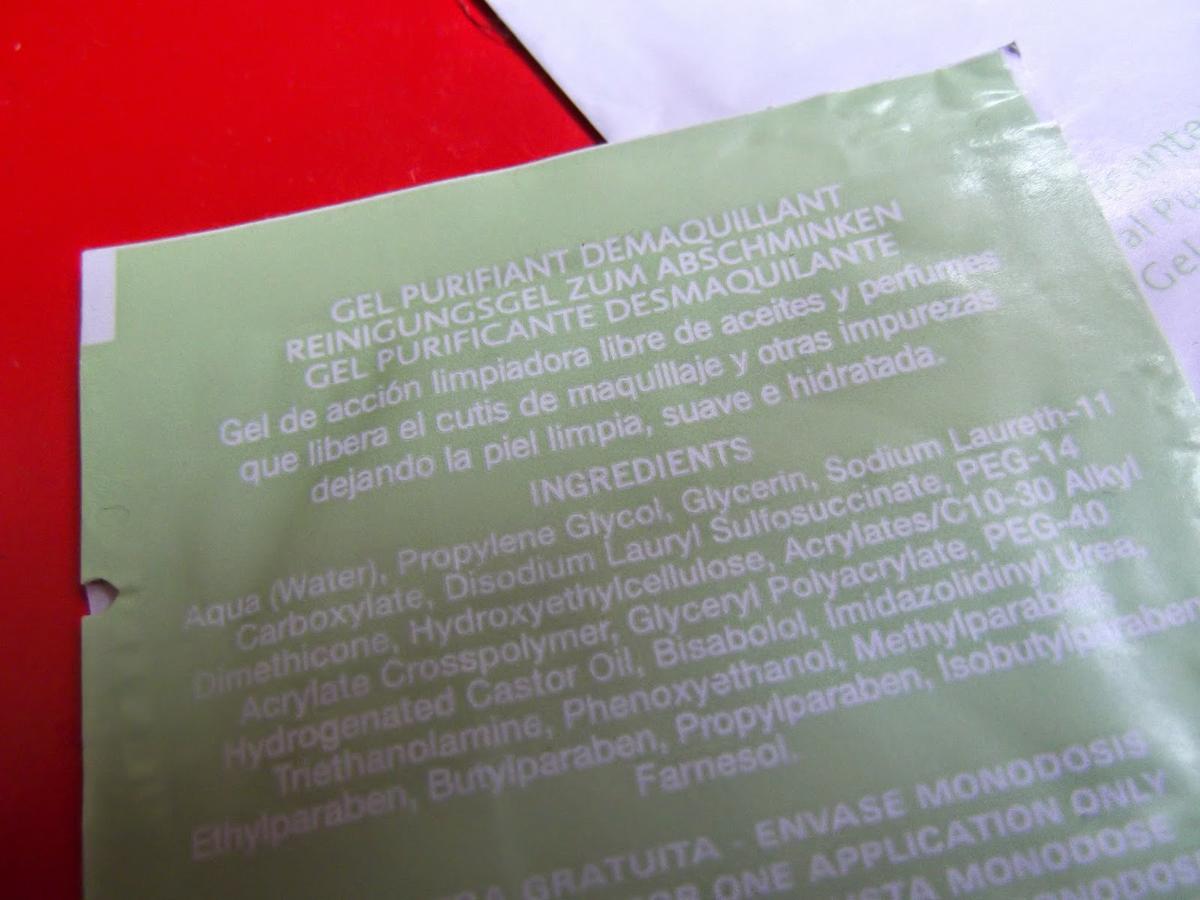 GEL PURIFIANT DEMAQUILLANT
REINIGUNGSGEL ZUM ABSCHMINKEN
GEL PURIFICANTE DESMAQUILANTE
Gel de acción limpiadora libre de aceites y perfumes
que libera el cutis de maquillaje y otras impurezas
dejando la piel limpia, suave e hidratada.
INGREDIENTS
Aqua (Water), Propylene Glycol, Glycerin, Sodium Laureth-11
Carboxylate, Disodium Lauryl Sulfosuccinate, PEG-14
Dimethicone, Hydroxyethylcellulose, Acrylates/C10-30 Alkyl
Acrylate Crosspolymer, Glyceryl Polyacrylate, PEG-40
Hydrogenated Castor Oil, Bisabolol, Imidazolidinyl Urea,
Triethanolamine, Phenoxyethanol, Methylparaben,
Ethylparaben, Butylparaben, Propylparaben, Isobutylparaben
Farnesol.
GRATUITA - ENVASE MONODOSIS
FOR ONE APPLICATION ONLY
MONODOSE
al
Gel